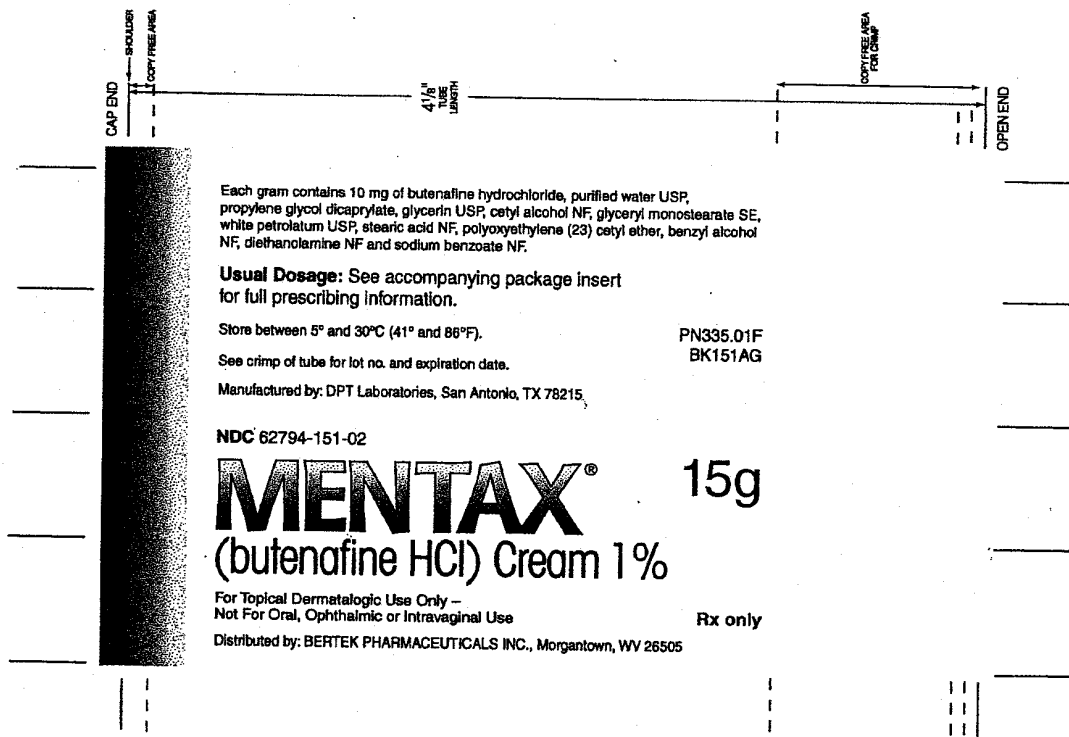 SHOULDER
COPY FREE AREA
CAP END
4 1/8"
TUBE
LENGTH
COPY FREE AREA
FOR CRIMP
OPEN END
Each gram contains 10 mg of butenafine hydrochloride, purified water USP,
propylene glycol dicaprylate, glycerin USP, cetyl alcohol NF, glyceryl monostearate SE,
white petrolatum USP, stearic acid NF, polyoxyethylene (23) cetyl ether, benzyl alcohol
NF, diethanolamine NF and sodium benzoate NF.
Usual Dosage: See accompanying package insert
for full prescribing information.
Store between 5° and 30°C (41° and 86°F).
PN335.01F
BK151AG
See crimp of tube for lot no. and expiration date.
Manufactured by: DPT Laboratories, San Antonio, TX 78215
NDC 62794-151-02
MENTAX® 15g
(butenafine HCl) Cream 1%
For Topical Dermatalogic Use Only –
Not For Oral, Ophthalmic or Intravaginal Use
Rx only
Distributed by: BERTEK PHARMACEUTICALS INC., Morgantown, WV 26505